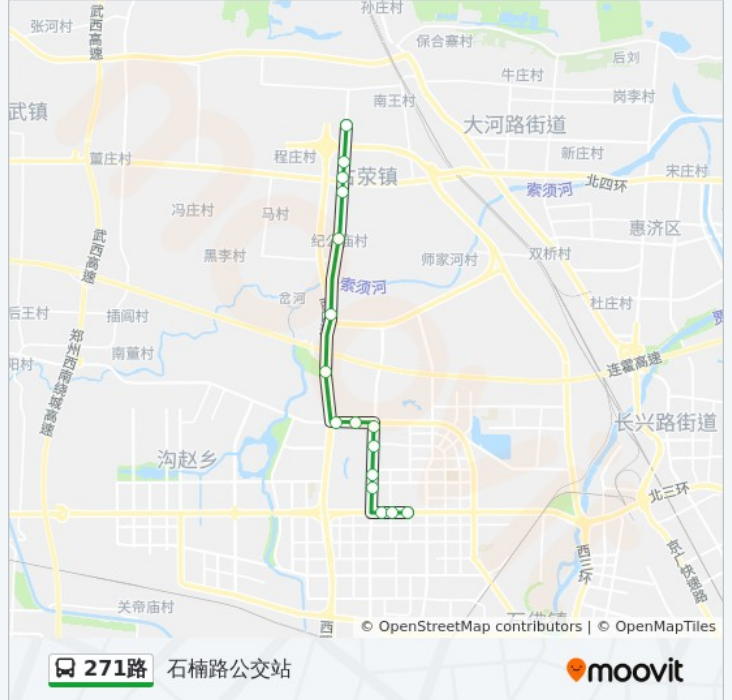 孙庄村
张河村
武西高速
保合寨村
后刘
牛庄村
岗李村
南王村
武镇
大河路街道
程庄村
新庄村
董庄村
古荥镇
宋庄村
北四环
索须河
冯庄村
马村
惠济区
纪公庙村
武西高速
黑李村
师家河村
双桥村
索须河
岔河
杜庄村
后王村
插阎村
贾
郑州西南绕城高速
南董村
阳村
连霍高速
长兴路街道
沟赵乡
北三环
西三环
京广快速路
关帝庙村
石佛镇
西
© OpenStreetMap contributors | © OpenMapTiles
271路
石楠路公交站
moovit